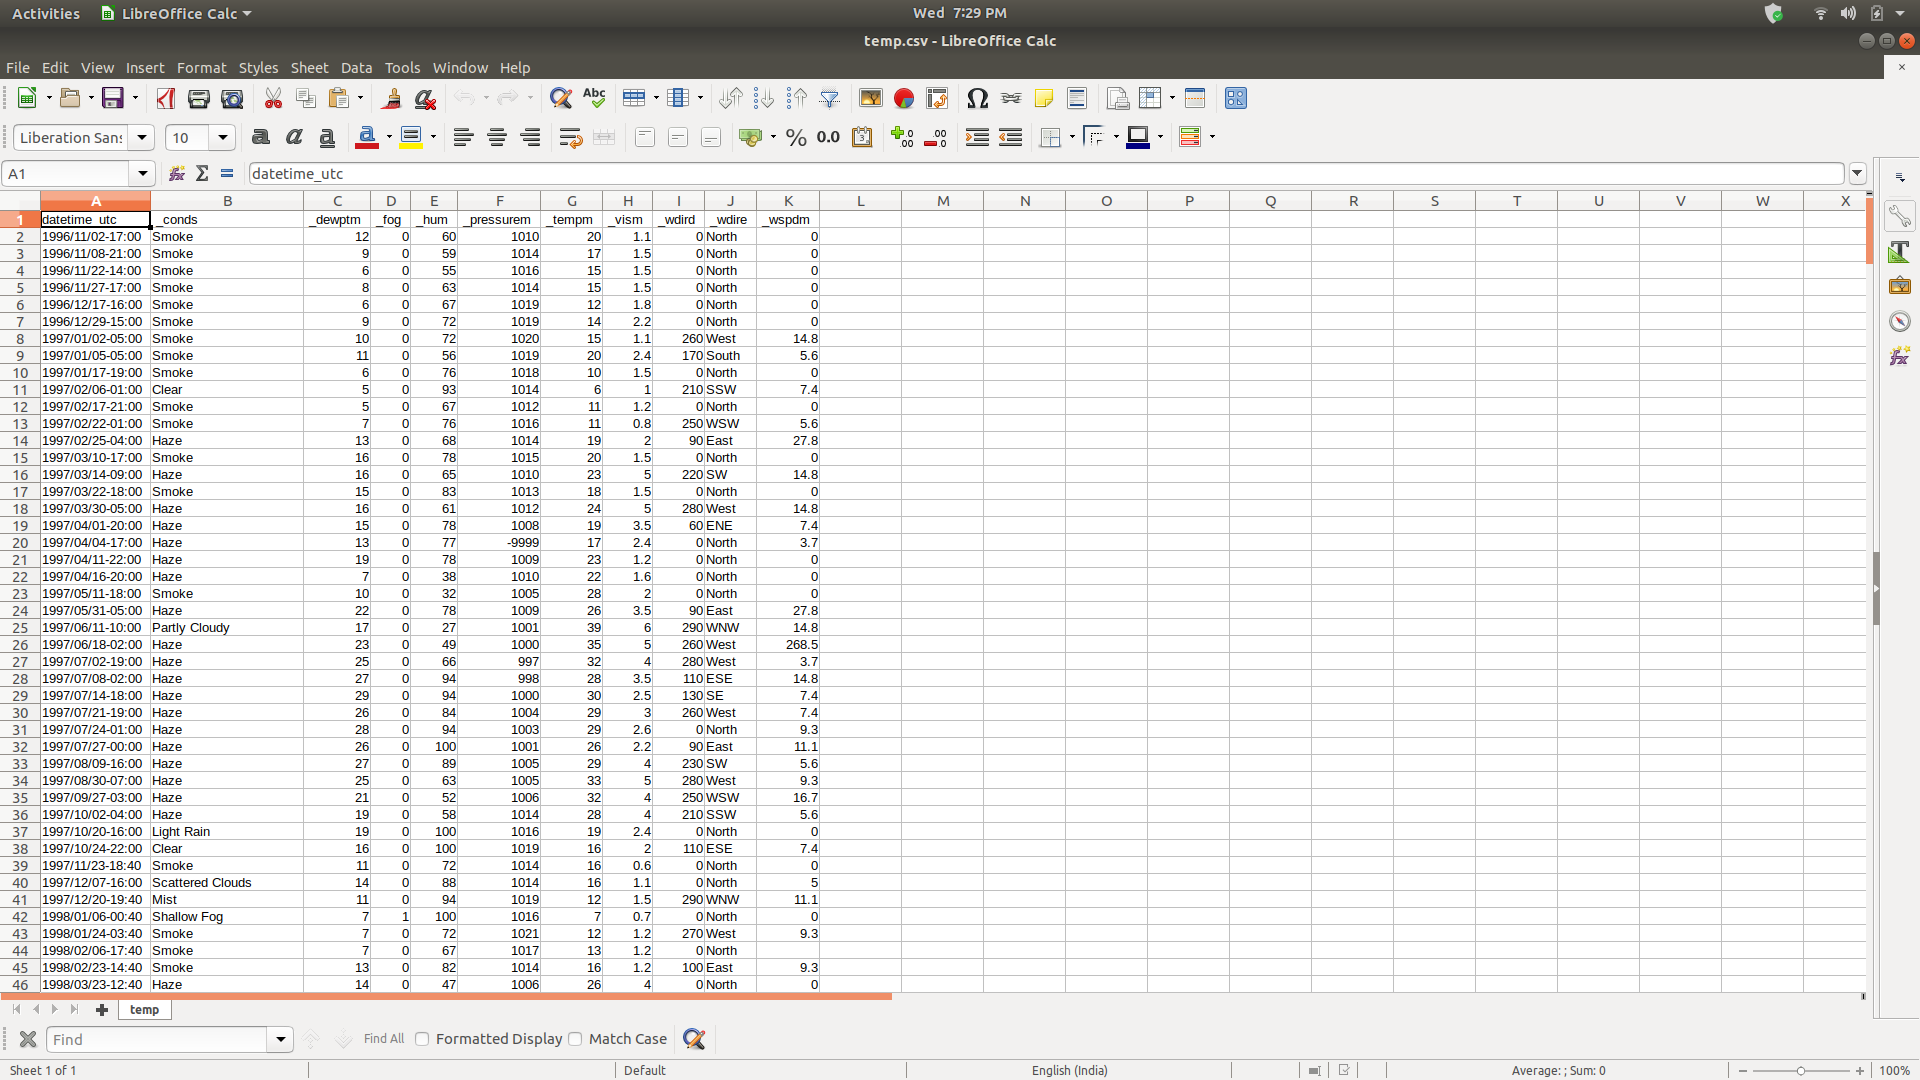 Activities LibreOffice Calc Wed 7:29 PM
temp.csv - LibreOffice Calc
File Edit View Insert Format Styles Sheet Data Tools Window Help
Liberation Sans 10
A1 datetime_utc
A B C D E F G H I J K L M N O P Q R S T U V W X
1 datetime_utc _conds _dewptm _fog _hum _pressurem _tempm _vism _wdird _wdire _wspdm
2 1996/11/02-17:00 Smoke 12 0 60 1010 20 1.1 0 North 0
3 1996/11/08-21:00 Smoke 9 0 59 1014 17 1.5 0 North 0
4 1996/11/22-14:00 Smoke 6 0 55 1016 15 1.5 0 North 0
5 1996/11/27-17:00 Smoke 8 0 63 1014 15 1.5 0 North 0
6 1996/12/17-16:00 Smoke 6 0 67 1019 12 1.8 0 North 0
7 1996/12/29-15:00 Smoke 9 0 72 1019 14 2.2 0 North 0
8 1997/01/02-05:00 Smoke 10 0 72 1020 15 1.1 260 West 14.8
9 1997/01/05-05:00 Smoke 11 0 56 1019 20 2.4 170 South 5.6
10 1997/01/17-19:00 Smoke 6 0 76 1018 10 1.5 0 North 0
11 1997/02/06-01:00 Clear 5 0 93 1014 6 1 210 SSW 7.4
12 1997/02/17-21:00 Smoke 5 0 67 1012 11 1.2 0 North 0
13 1997/02/22-01:00 Smoke 7 0 76 1016 11 0.8 250 WSW 5.6
14 1997/02/25-04:00 Haze 13 0 68 1014 19 2 90 East 27.8
15 1997/03/10-17:00 Smoke 16 0 78 1015 20 1.5 0 North 0
16 1997/03/14-09:00 Haze 16 0 65 1010 23 5 220 SW 14.8
17 1997/03/22-18:00 Smoke 15 0 83 1013 18 1.5 0 North 0
18 1997/03/30-05:00 Haze 16 0 61 1012 24 5 280 West 14.8
19 1997/04/01-20:00 Haze 15 0 78 1008 19 3.5 60 ENE 7.4
20 1997/04/04-17:00 Haze 13 0 77 -9999 17 2.4 0 North 3.7
21 1997/04/11-22:00 Haze 19 0 78 1009 23 1.2 0 North 0
22 1997/04/16-20:00 Haze 7 0 38 1010 22 1.6 0 North 0
23 1997/05/11-18:00 Smoke 10 0 32 1005 28 2 0 North 0
24 1997/05/31-05:00 Haze 22 0 78 1009 26 3.5 90 East 27.8
25 1997/06/11-10:00 Partly Cloudy 17 0 27 1001 39 6 290 WNW 14.8
26 1997/06/18-02:00 Haze 23 0 49 1000 35 5 260 West 268.5
27 1997/07/02-19:00 Haze 25 0 66 997 32 4 280 West 3.7
28 1997/07/08-02:00 Haze 27 0 94 998 28 3.5 110 ESE 14.8
29 1997/07/14-18:00 Haze 29 0 94 1000 30 2.5 130 SE 7.4
30 1997/07/21-19:00 Haze 26 0 84 1004 29 3 260 West 7.4
31 1997/07/24-01:00 Haze 28 0 94 1003 29 2.6 0 North 9.3
32 1997/07/27-00:00 Haze 26 0 100 1001 26 2.2 90 East 11.1
33 1997/08/09-16:00 Haze 27 0 89 1005 29 4 230 SW 5.6
34 1997/08/30-07:00 Haze 25 0 63 1005 33 5 280 West 9.3
35 1997/09/27-03:00 Haze 21 0 52 1006 32 4 250 WSW 16.7
36 1997/10/02-04:00 Haze 19 0 58 1014 28 4 210 SSW 5.6
37 1997/10/20-16:00 Light Rain 19 0 100 1016 19 2.4 0 North 0
38 1997/10/24-22:00 Clear 16 0 100 1019 16 2 110 ESE 7.4
39 1997/11/23-18:40 Smoke 11 0 72 1014 16 0.6 0 North 0
40 1997/12/07-16:00 Scattered Clouds 14 0 88 1014 16 1.1 0 North 5
41 1997/12/20-19:40 Mist 11 0 94 1019 12 1.5 290 WNW 11.1
42 1998/01/06-00:40 Shallow Fog 7 1 100 1016 7 0.7 0 North 0
43 1998/01/24-03:40 Smoke 7 0 72 1021 12 1.2 270 West 9.3
44 1998/02/06-17:40 Smoke 7 0 67 1017 13 1.2 0 North
45 1998/02/23-14:40 Smoke 13 0 82 1014 16 1.2 100 East 9.3
46 1998/03/23-12:40 Haze 14 0 47 1006 26 4 0 North 0
temp
Find Find All Formatted Display Match Case
Sheet 1 of 1 Default English (India) Average: ; Sum: 0 100%